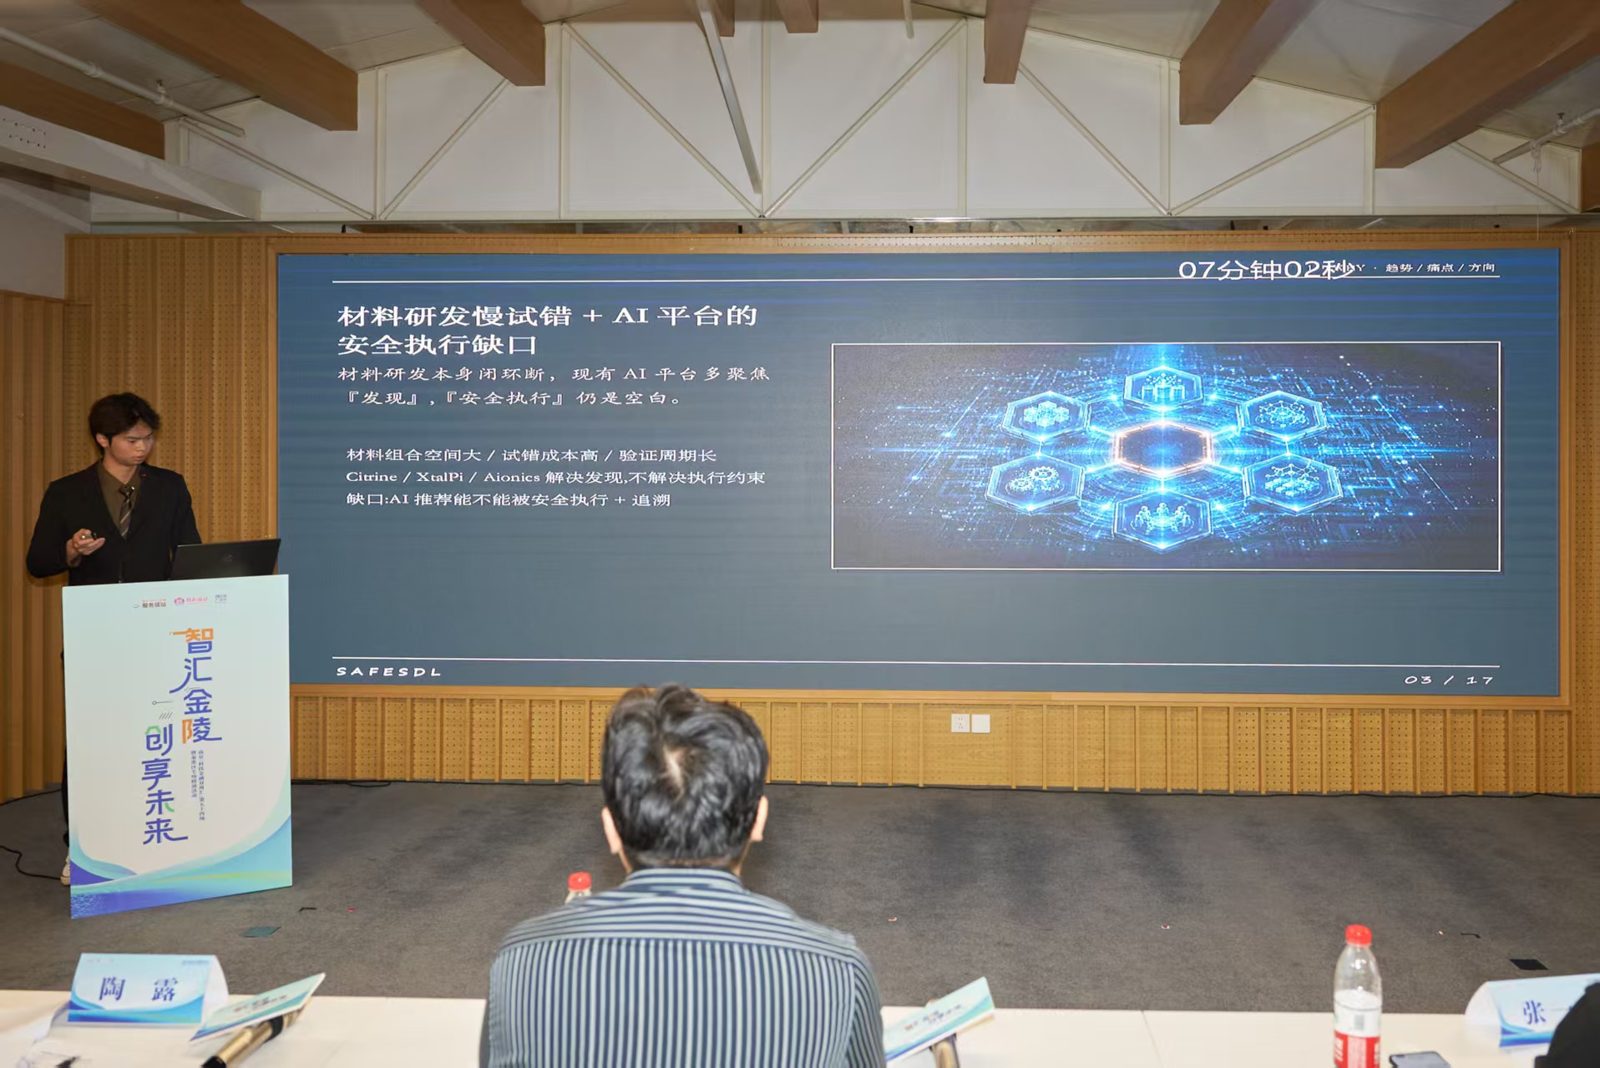 07分钟02秒
· 趋势 / 痛点 / 方向
材料研发慢试错 + AI 平台的
安全执行缺口
材料研发本身闭环断，现有 AI 平台多聚焦
『发现』,『安全执行』仍是空白。
材料组合空间大 / 试错成本高 / 验证周期长
Citrine / XtalPi / Aionics 解决发现,不解决执行约束
缺口:AI 推荐能不能被安全执行 + 追溯
SAFESDL
03 / 17
智汇金陵
创享未来
陶 露
张